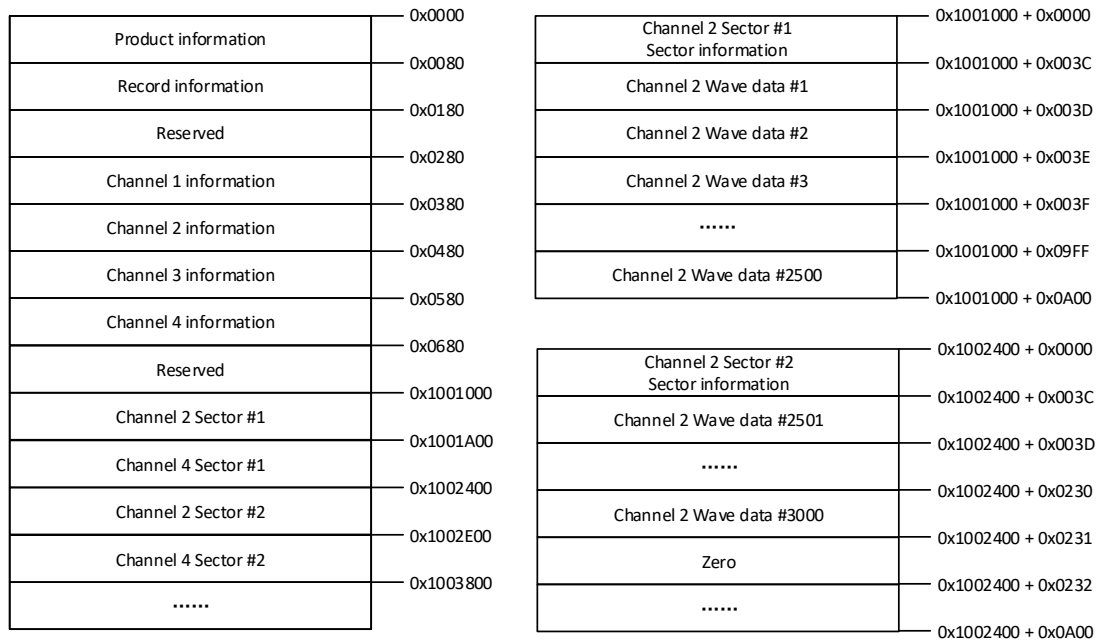 0x0000
Product information
0x0080
Record information
0x0180
Reserved
0x0280
Channel 1 information
0x0380
Channel 2 information
0x0480
Channel 3 information
0x0580
Channel 4 information
0x0680
Reserved
0x1001000
Channel 2 Sector #1
0x1001A00
Channel 4 Sector #1
0x1002400
Channel 2 Sector #2
0x1002E00
Channel 4 Sector #2
0x1003800
......
0x1001000 + 0x0000
Channel 2 Sector #1
Sector information
0x1001000 + 0x003C
Channel 2 Wave data #1
0x1001000 + 0x003D
Channel 2 Wave data #2
0x1001000 + 0x003E
Channel 2 Wave data #3
0x1001000 + 0x003F
......
0x1001000 + 0x09FF
Channel 2 Wave data #2500
0x1001000 + 0x0A00
0x1002400 + 0x0000
Channel 2 Sector #2
Sector information
0x1002400 + 0x003C
Channel 2 Wave data #2501
0x1002400 + 0x003D
......
0x1002400 + 0x0230
Channel 2 Wave data #3000
0x1002400 + 0x0231
Zero
0x1002400 + 0x0232
......
0x1002400 + 0x0A00